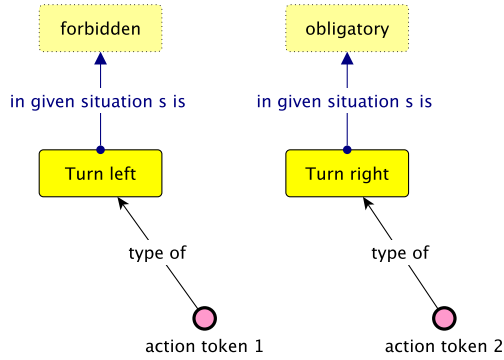 forbidden
obligatory
in given situation s is
in given situation s is
Turn left
Turn right
type of
type of
action token 1
action token 2